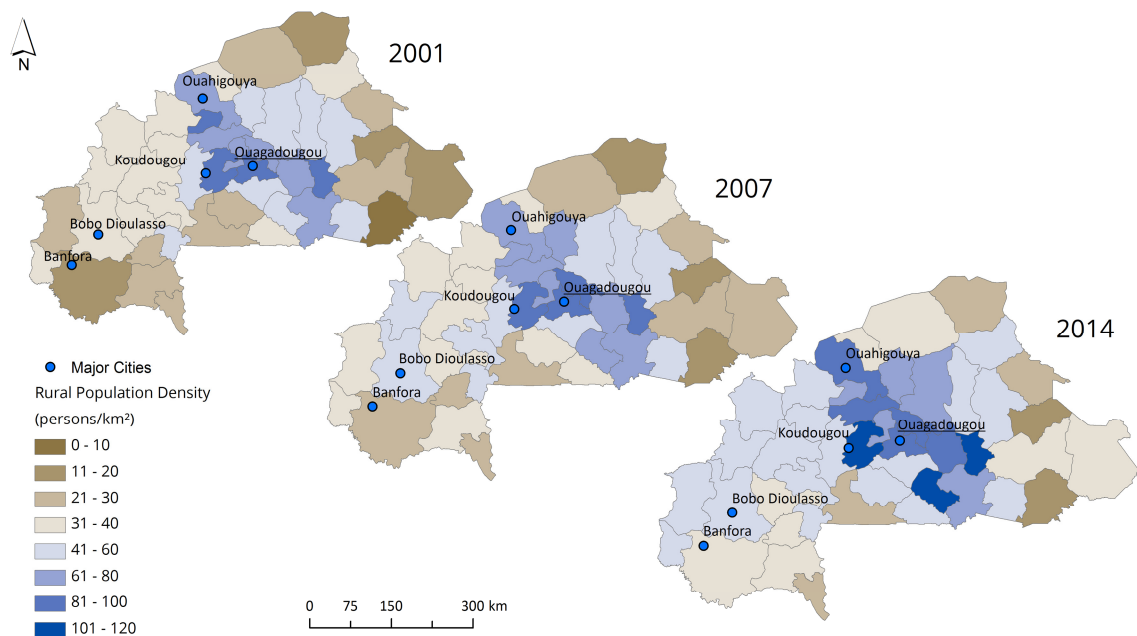 N
2001
Ouahigouya
Koudougou
Ouagadougou
Bobo Dioulasso
Banfora
2007
Ouahigouya
Koudougou
Ouagadougou
Bobo Dioulasso
Banfora
2014
Ouahigouya
Koudougou
Ouagadougou
Bobo Dioulasso
Banfora
Major Cities
Rural Population Density
(persons/km²)
0 - 10
11 - 20
21 - 30
31 - 40
41 - 60
61 - 80
81 - 100
101 - 120
0 75 150 300 km